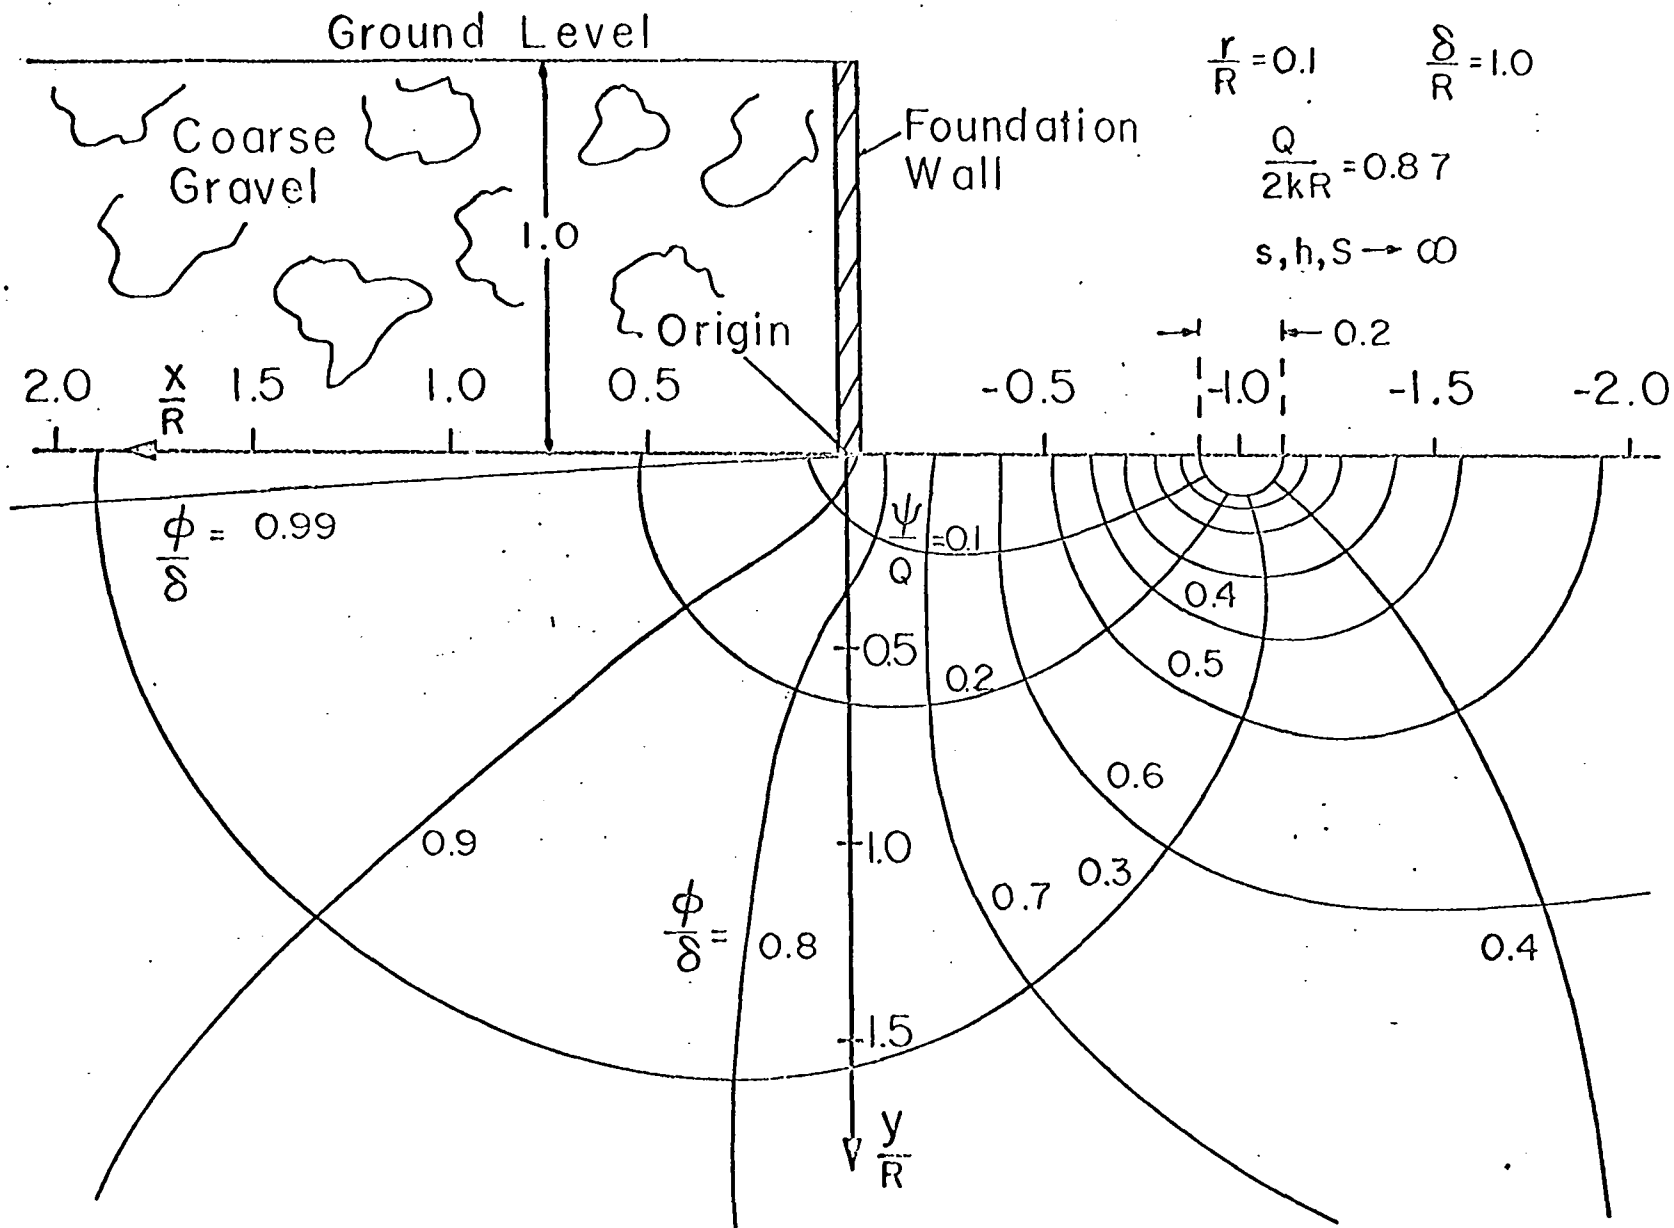 Ground Level
r/R = 0.1
δ/R = 1.0
Coarse
Gravel
Foundation
Wall
Q/2kR = 0.87
1.0
s, h, S → ∞
Origin
0.2
2.0
x/R
1.5
1.0
0.5
-0.5
-1.0
-1.5
-2.0
φ/δ = 0.99
ψ/Q = 0.1
0.4
0.5
0.5
0.2
0.6
0.9
1.0
0.3
0.7
φ/δ = 0.8
0.4
1.5
y/R